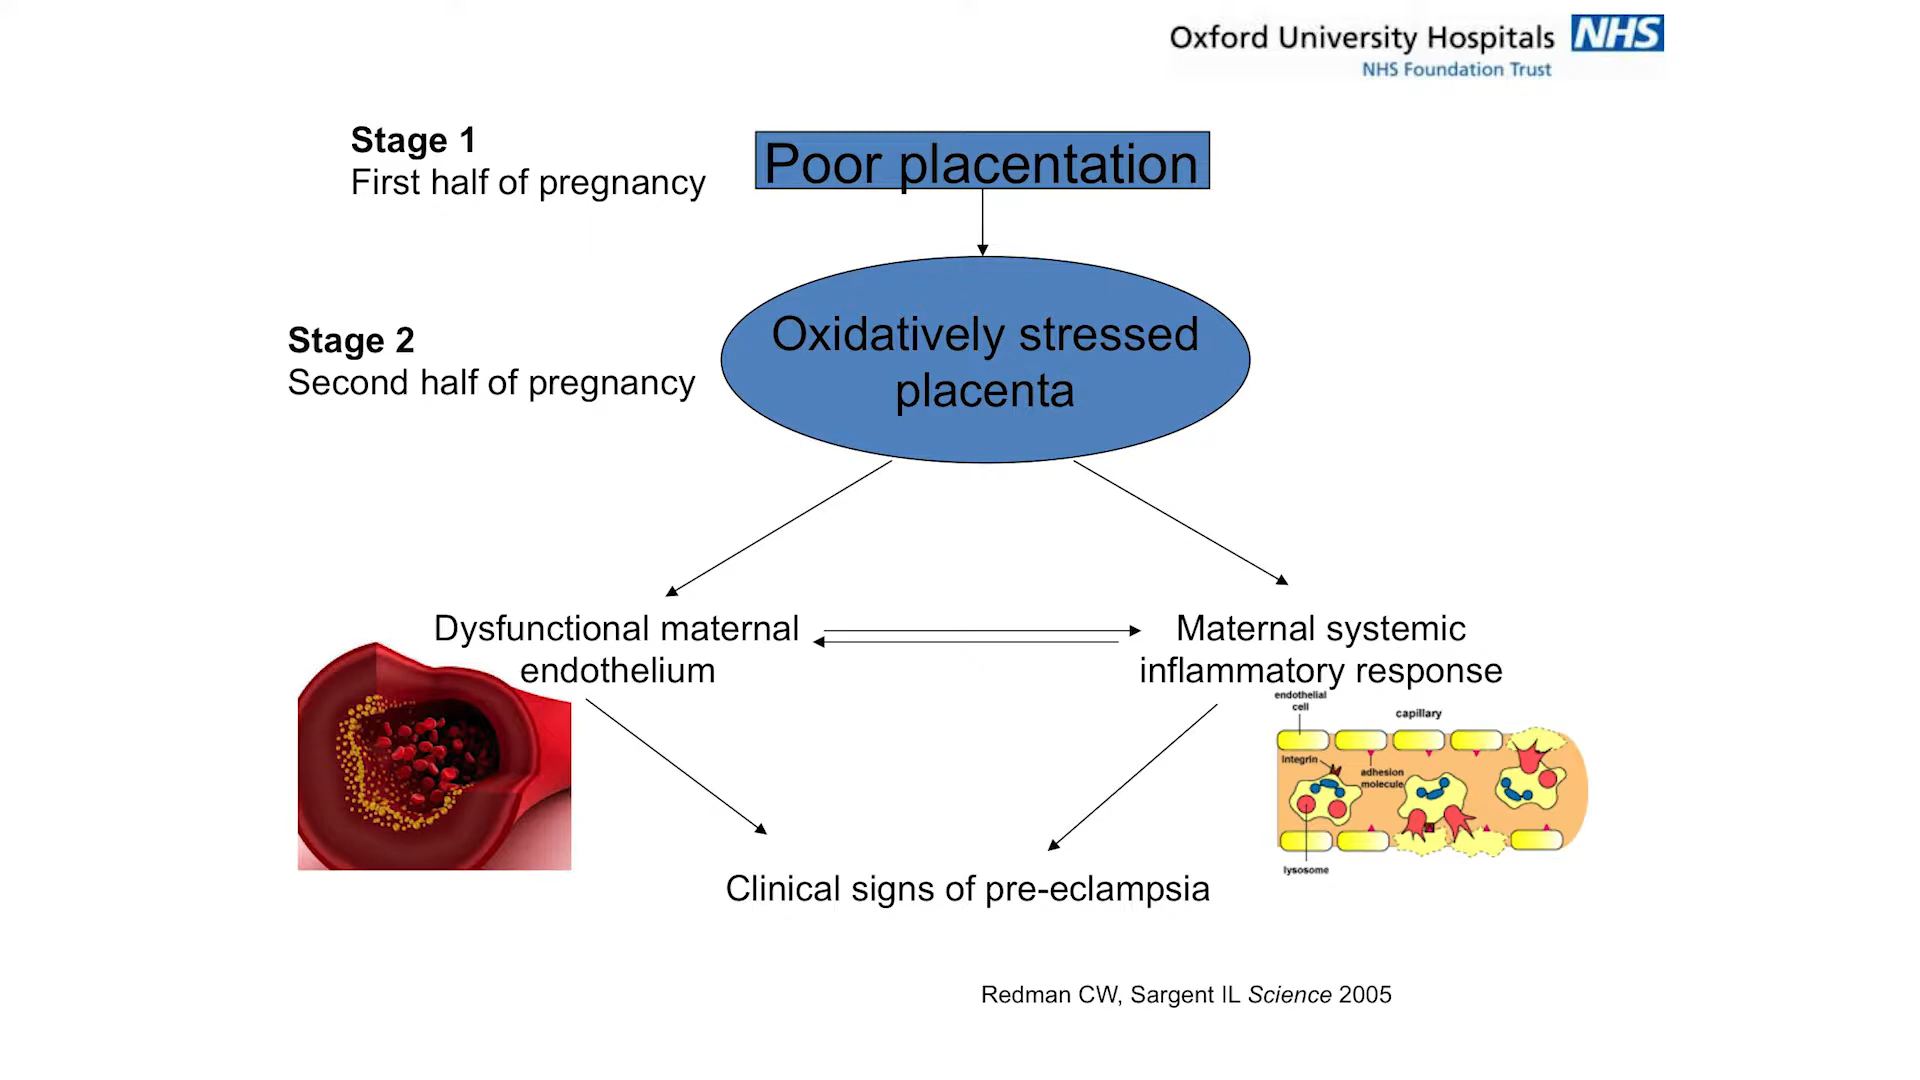 Oxford University Hospitals NHS
NHS Foundation Trust
Stage 1
First half of pregnancy
Poor placentation
Stage 2
Second half of pregnancy
Oxidatively stressed
placenta
Dysfunctional maternal
endothelium
Maternal systemic
inflammatory response
endothelial
cell
capillary
integrin
adhesion
molecule
lysosome
Clinical signs of pre-eclampsia
Redman CW, Sargent IL Science 2005